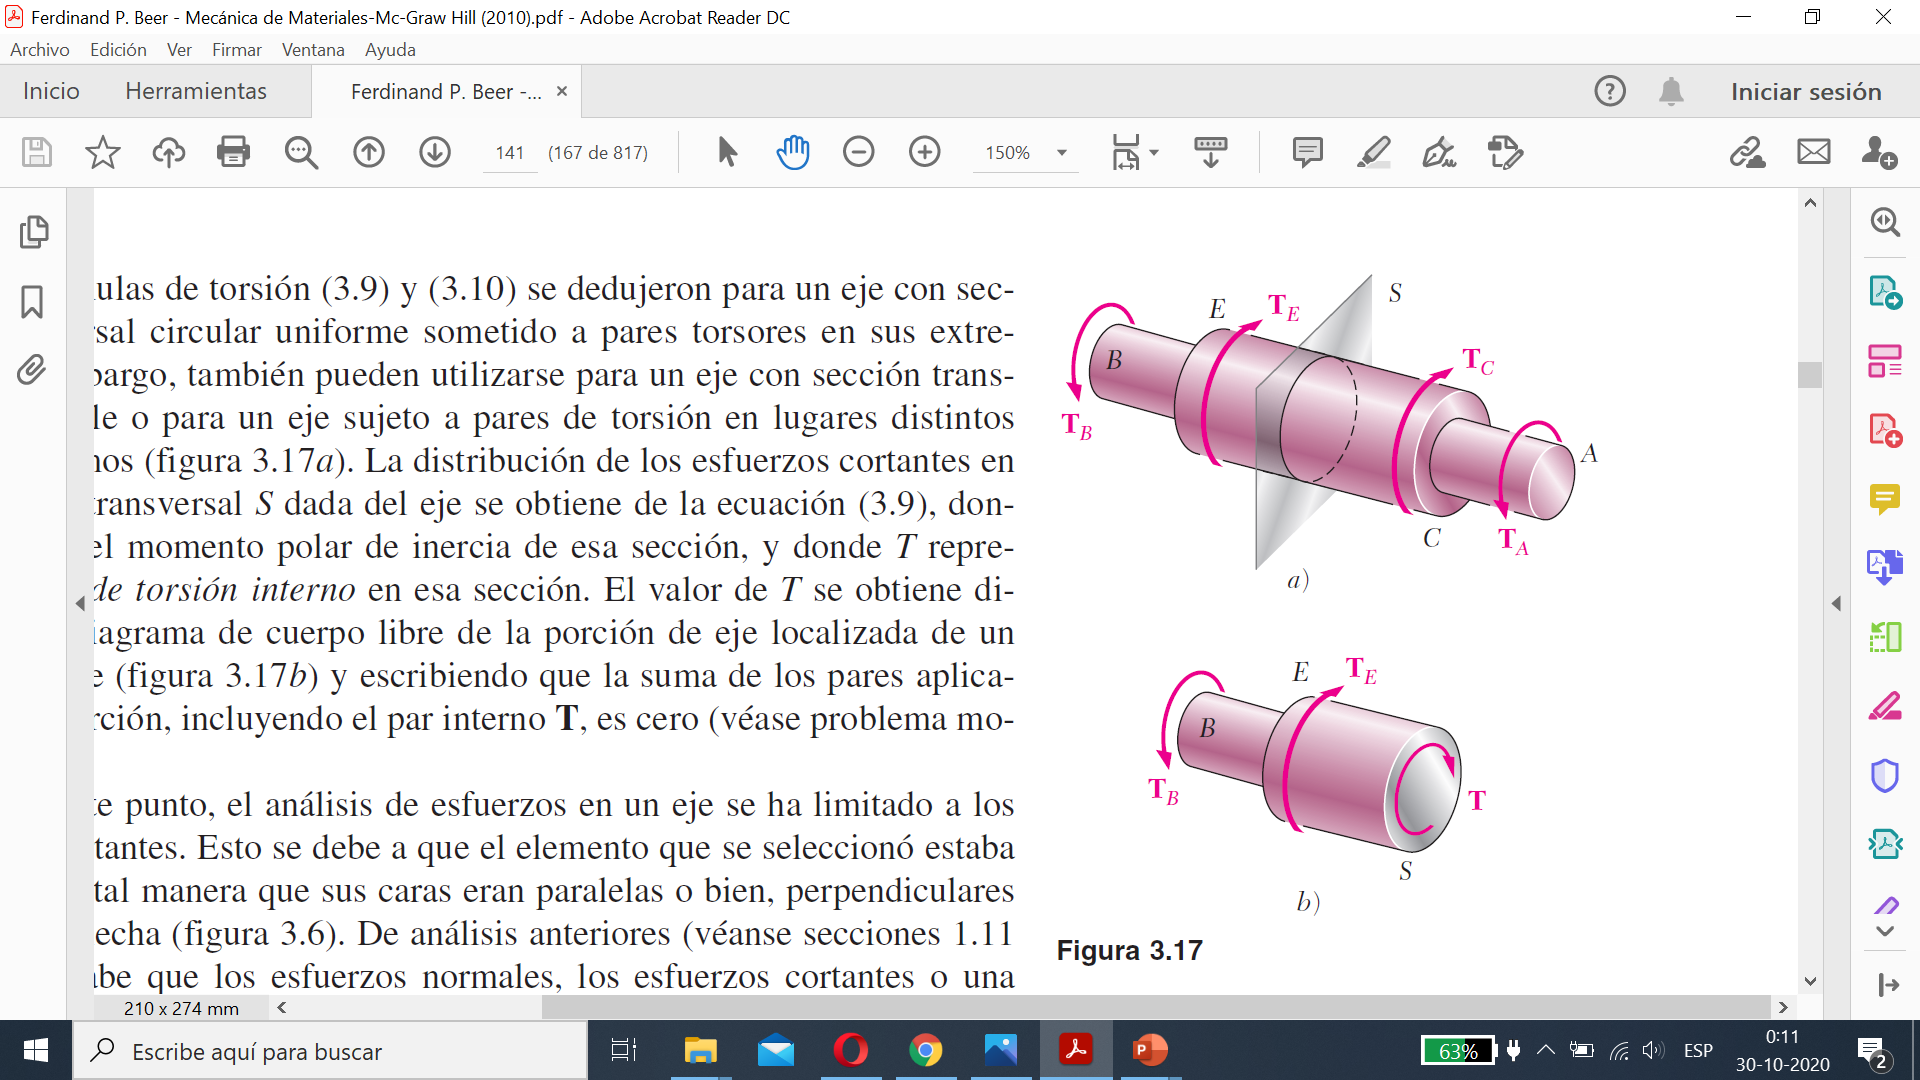 Ferdinand P. Beer - Mecánica de Materiales-Mc-Graw Hill (2010).pdf - Adobe Acrobat Reader DC
Archivo Edición Ver Firmar Ventana Ayuda
Inicio Herramientas Ferdinand P. Beer -... × Iniciar sesión
141 (167 de 817) 150%
ulas de torsión (3.9) y (3.10) se dedujeron para un eje con sec-
sal circular uniforme sometido a pares torsores en sus extre-
bargo, también pueden utilizarse para un eje con sección trans-
le o para un eje sujeto a pares de torsión en lugares distintos
nos (figura 3.17a). La distribución de los esfuerzos cortantes en
transversal S dada del eje se obtiene de la ecuación (3.9), don-
el momento polar de inercia de esa sección, y donde T repre-
de torsión interno en esa sección. El valor de T se obtiene di-
iagrama de cuerpo libre de la porción de eje localizada de un
e (figura 3.17b) y escribiendo que la suma de los pares aplica-
rción, incluyendo el par interno T, es cero (véase problema mo-
te punto, el análisis de esfuerzos en un eje se ha limitado a los
tantes. Esto se debe a que el elemento que se seleccionó estaba
tal manera que sus caras eran paralelas o bien, perpendiculares
echa (figura 3.6). De análisis anteriores (véanse secciones 1.11
be que los esfuerzos normales, los esfuerzos cortantes o una
S
E T_E
B
T_C
T_B
A
C T_A
a)
E T_E
B
T_B
T
S
b)
Figura 3.17
210 x 274 mm
Escribe aquí para buscar
63% ESP
0:11
30-10-2020
2